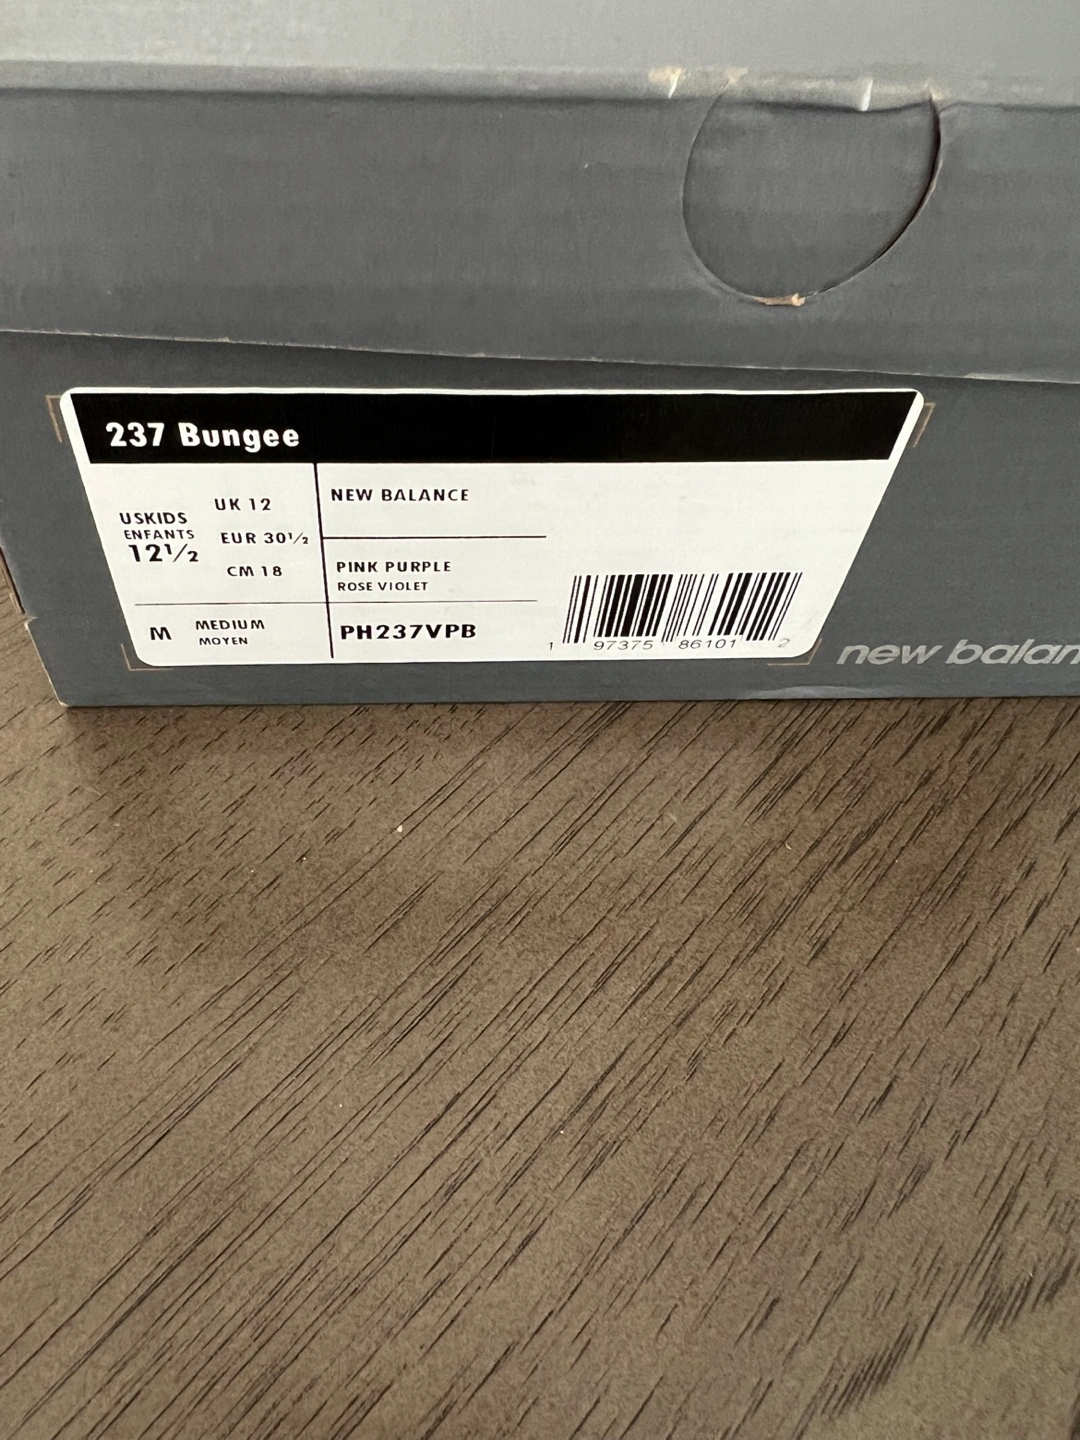 237 Bungee
USKIDS
ENFANTS
12½
UK 12
EUR 30½
CM 18
NEW BALANCE
PINK PURPLE
ROSE VIOLET
M
MEDIUM
MOYEN
PH237VPB
1 97375 86101 2
new balan